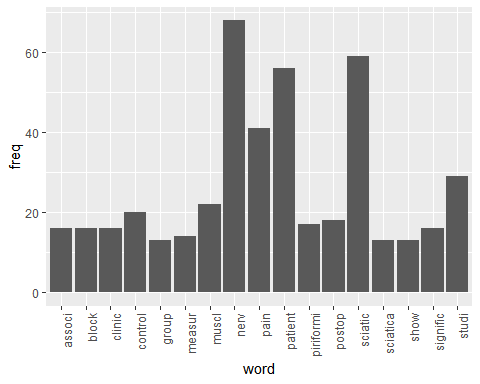 60
40
20
0
freq
associ
block
clinic
control
group
measur
muscl
nerv
pain
patient
piriformi
postop
sciatic
sciatica
show
signific
studi
word